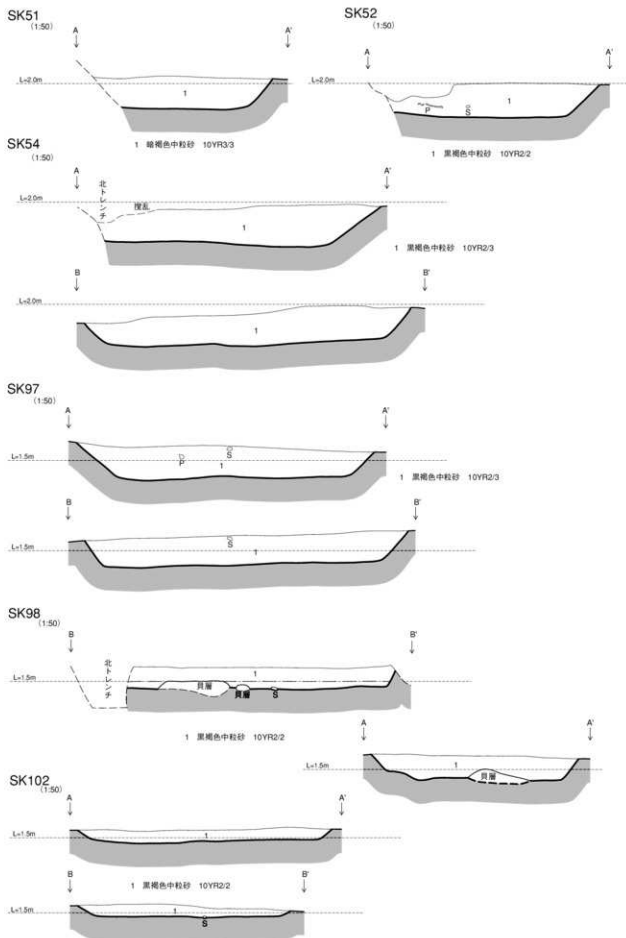 SK51
(1:50)
A A'
L=2.0m
1
1 暗褐色中粒砂 10YR3/3
SK52
(1:50)
A A'
L=2.0m
1
P
S
1 黒褐色中粒砂 10YR2/2
SK54
(1:50)
A A'
北トレンチ
攪乱
L=2.0m
1
1 黒褐色中粒砂 10YR2/3
B B'
L=2.0m
1
SK97
(1:50)
A A'
L=1.5m
P
S
1
1 黒褐色中粒砂 10YR2/3
B B'
L=1.5m
S
1
SK98
(1:50)
B B'
北トレンチ
L=1.5m
1
貝層
貝層
S
1 黒褐色中粒砂 10YR2/2
A A'
L=1.5m
1
貝層
SK102
(1:50)
A A'
L=1.5m
1
1 黒褐色中粒砂 10YR2/2
B B'
L=1.5m
1
S